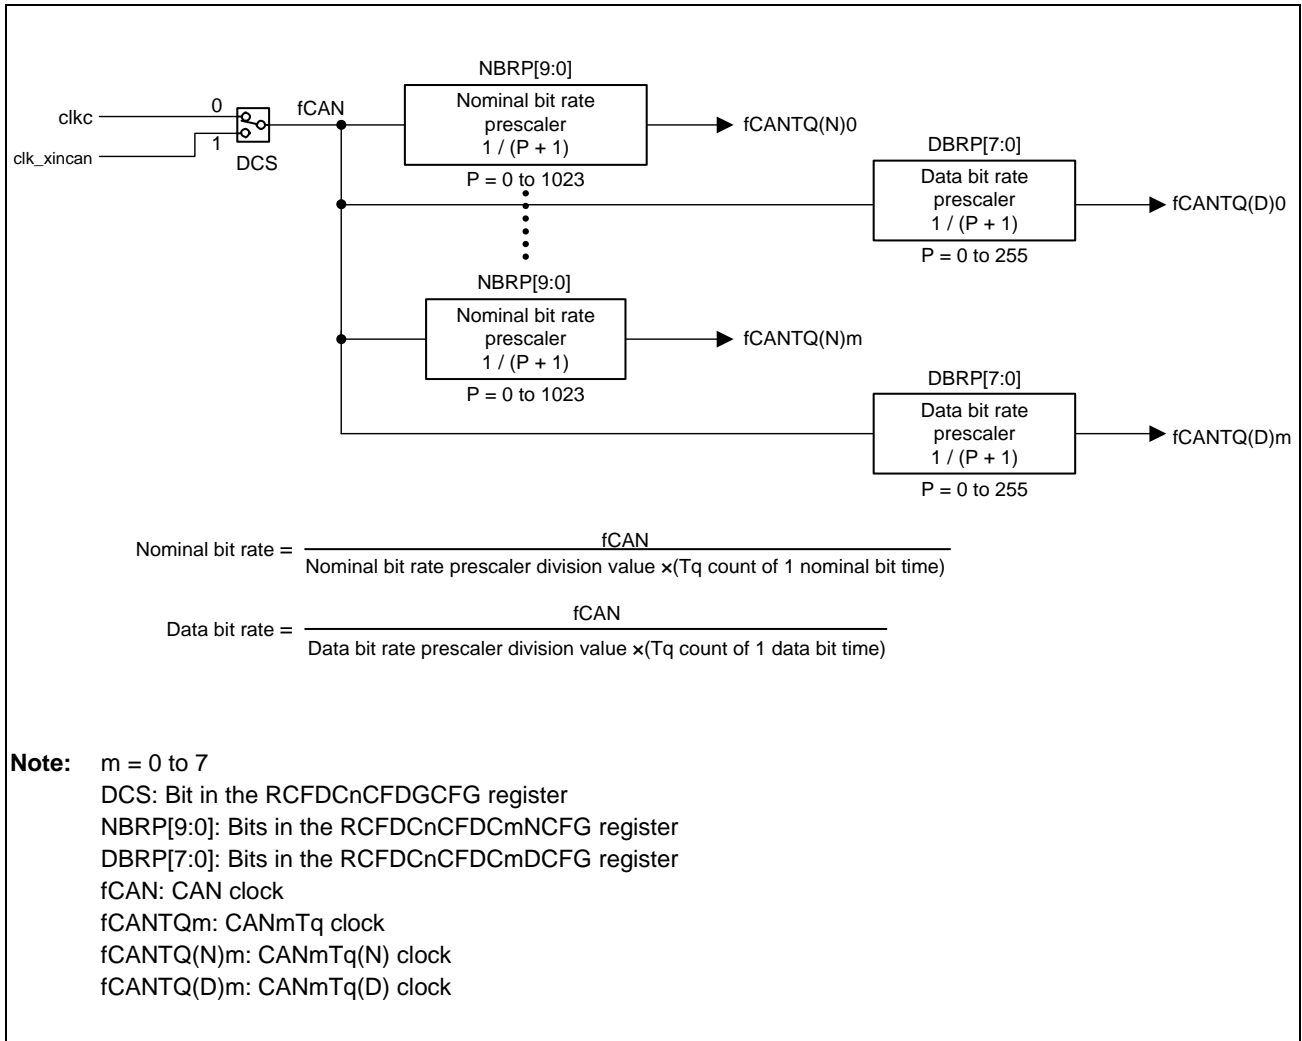 NBRP[9:0]
clkc
0
fCAN
Nominal bit rate
prescaler
1 / (P + 1)
fCANTQ(N)0
clk_xincan
1
DCS
P = 0 to 1023
DBRP[7:0]
Data bit rate
prescaler
1 / (P + 1)
fCANTQ(D)0
P = 0 to 255
NBRP[9:0]
Nominal bit rate
prescaler
1 / (P + 1)
fCANTQ(N)m
P = 0 to 1023
DBRP[7:0]
Data bit rate
prescaler
1 / (P + 1)
fCANTQ(D)m
P = 0 to 255
fCAN
Nominal bit rate =
Nominal bit rate prescaler division value ×(Tq count of 1 nominal bit time)
fCAN
Data bit rate =
Data bit rate prescaler division value ×(Tq count of 1 data bit time)
Note: m = 0 to 7
DCS: Bit in the RCFDCnCFDGCFG register
NBRP[9:0]: Bits in the RCFDCnCFDCmNCFG register
DBRP[7:0]: Bits in the RCFDCnCFDCmDCFG register
fCAN: CAN clock
fCANTQm: CANmTq clock
fCANTQ(N)m: CANmTq(N) clock
fCANTQ(D)m: CANmTq(D) clock